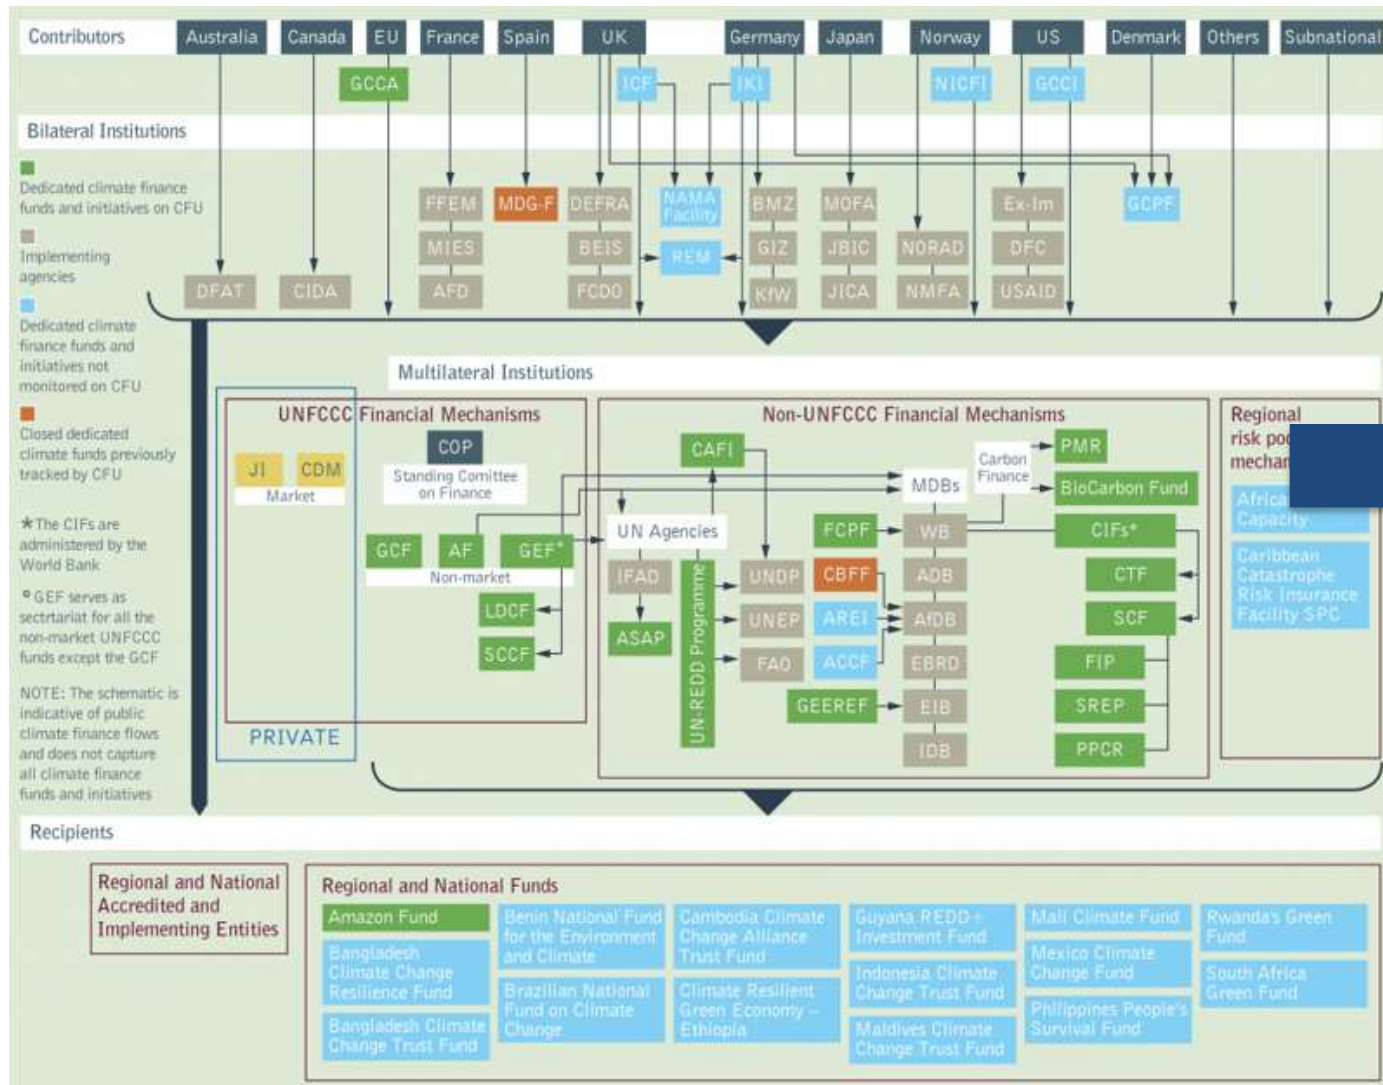 Contributors
Australia
Canada
EU
France
Spain
UK
Germany
Japan
Norway
US
Denmark
Others
Subnational
GCCA
ICF
IKI
NICFI
GCCI
Bilateral Institutions
Dedicated climate finance
funds and initiatives on CFU
Implementing
agencies
Dedicated climate
finance funds and
initiatives not
monitored on CFU
Closed dedicated
climate funds previously
tracked by CFU
*The CIFs are
administered by the
World Bank
° GEF serves as
sectrtariat for all the
non-market UNFCCC
funds except the GCF
NOTE: The schematic is
indicative of public
climate finance flows
and does not capture
all climate finance
funds and initiatives
DFAT
CIDA
FFEM
MIES
AFD
MDG-F
DEFRA
BEIS
FCDO
NAMA
Facility
REM
BMZ
GIZ
KfW
MOFA
JBIC
JICA
NORAD
NMFA
Ex-Im
DFC
USAID
GCPF
Multilateral Institutions
UNFCCC Financial Mechanisms
JI
CDM
Market
COP
Standing Comittee
on Finance
GCF
AF
GEF°
Non-market
LDCF
SCCF
PRIVATE
Non-UNFCCC Financial Mechanisms
CAFI
UN Agencies
IFAD
ASAP
UN-REDD Programme
UNDP
UNEP
FAO
FCPF
CBFF
AREI
ACCF
GEEREF
MDBs
WB
ADB
AfDB
EBRD
EIB
IDB
Carbon
Finance
PMR
BioCarbon Fund
CIFs*
CTF
SCF
FIP
SREP
PPCR
Regional
risk
Capacity
Caribbean
Catastrophe
Risk Insurance
Facility SPC
Recipients
Regional and National
Accredited and
Implementing Entities
Regional and National Funds
Amazon Fund
Bangladesh
Climate Change
Resilience Fund
Bangladesh Climate
Change Trust Fund
Benin National Fund
for the Environment
and Climate
Brazilian National
Fund on Climate
Change
Cambodia Climate
Change Alliance
Trust Fund
Climate Resilient
Green Economy –
Ethiopia
Guyana REDD+
Investment Fund
Indonesia Climate
Change Trust Fund
Maldives Climate
Change Trust Fund
Mali Climate Fund
Mexico Climate
Change Fund
Philippines People's
Survival Fund
Rwanda's Green
Fund
South Africa
Green Fund